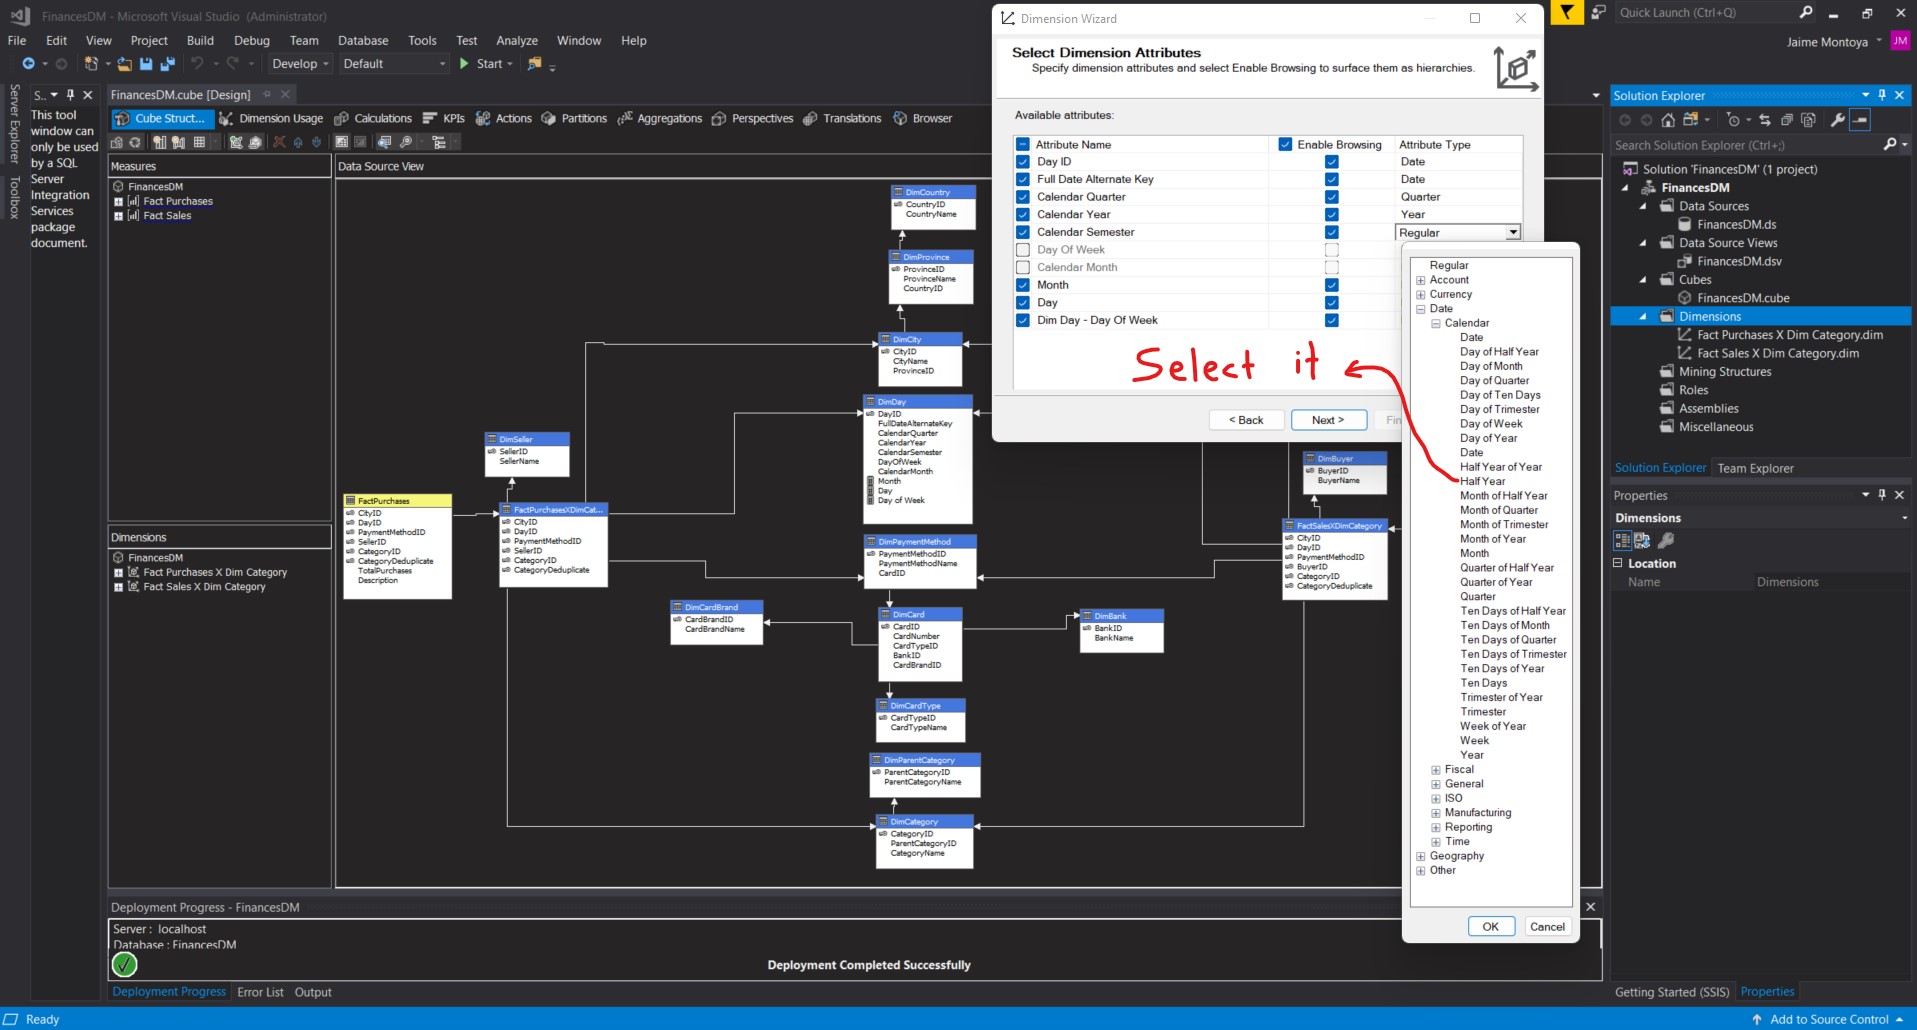 FinancesDM - Microsoft Visual Studio (Administrator)
Quick Launch (Ctrl+Q)
File Edit View Project Build Debug Team Database Tools Test Analyze Window Help
Jaime Montoya JM
Develop Default Start
Server Explorer
Toolbox
S..
This tool
window can
only be used
by a SQL
Server
Integration
Services
package
document.
FinancesDM.cube [Design]
Cube Struct... Dimension Usage Calculations KPIs Actions Partitions Aggregations Perspectives Translations Browser
Measures
FinancesDM
Fact Purchases
Fact Sales
Dimensions
FinancesDM
Fact Purchases X Dim Category
Fact Sales X Dim Category
Data Source View
DimCountry
CountryID
CountryName
DimProvince
ProvinceID
ProvinceName
CountryID
DimCity
CityID
CityName
ProvinceID
DimDay
DayID
FullDateAlternateKey
CalendarQuarter
CalendarYear
CalendarSemester
DayOfWeek
CalendarMonth
Month
Day
Day of Week
DimSeller
SellerID
SellerName
FactPurchases
CityID
DayID
PaymentMethodID
SellerID
CategoryID
CategoryDeduplicate
TotalPurchases
Description
FactPurchasesXDimCat...
CityID
DayID
PaymentMethodID
SellerID
CategoryID
CategoryDeduplicate
DimPaymentMethod
PaymentMethodID
PaymentMethodName
CardID
DimCardBrand
CardBrandID
CardBrandName
DimCard
CardID
CardNumber
CardTypeID
BankID
CardBrandID
DimBank
BankID
BankName
DimCardType
CardTypeID
CardTypeName
DimParentCategory
ParentCategoryID
ParentCategoryName
DimCategory
CategoryID
ParentCategoryID
CategoryName
DimBuyer
BuyerID
BuyerName
FactSalesXDimCategory
CityID
DayID
PaymentMethodID
BuyerID
CategoryID
CategoryDeduplicate
Dimension Wizard
Select Dimension Attributes
Specify dimension attributes and select Enable Browsing to surface them as hierarchies.
Available attributes:
Attribute Name Enable Browsing Attribute Type
Day ID Date
Full Date Alternate Key Date
Calendar Quarter Quarter
Calendar Year Year
Calendar Semester Regular
Day Of Week
Calendar Month
Month
Day
Dim Day - Day Of Week
Select it
< Back Next > Fin
Regular
Account
Currency
Date
Calendar
Date
Day of Half Year
Day of Month
Day of Quarter
Day of Ten Days
Day of Trimester
Day of Week
Day of Year
Date
Half Year of Year
Half Year
Month of Half Year
Month of Quarter
Month of Trimester
Month of Year
Month
Quarter of Half Year
Quarter of Year
Quarter
Ten Days of Half Year
Ten Days of Month
Ten Days of Quarter
Ten Days of Trimester
Ten Days of Year
Ten Days
Trimester of Year
Trimester
Week of Year
Week
Year
Fiscal
General
ISO
Manufacturing
Reporting
Time
Geography
Other
OK Cancel
Solution Explorer
Search Solution Explorer (Ctrl+;)
Solution 'FinancesDM' (1 project)
FinancesDM
Data Sources
FinancesDM.ds
Data Source Views
FinancesDM.dsv
Cubes
FinancesDM.cube
Dimensions
Fact Purchases X Dim Category.dim
Fact Sales X Dim Category.dim
Mining Structures
Roles
Assemblies
Miscellaneous
Solution Explorer Team Explorer
Properties
Dimensions
Location
Name Dimensions
Getting Started (SSIS) Properties
Deployment Progress - FinancesDM
Server : localhost
Database : FinancesDM
Deployment Completed Successfully
Deployment Progress Error List Output
Ready
Add to Source Control